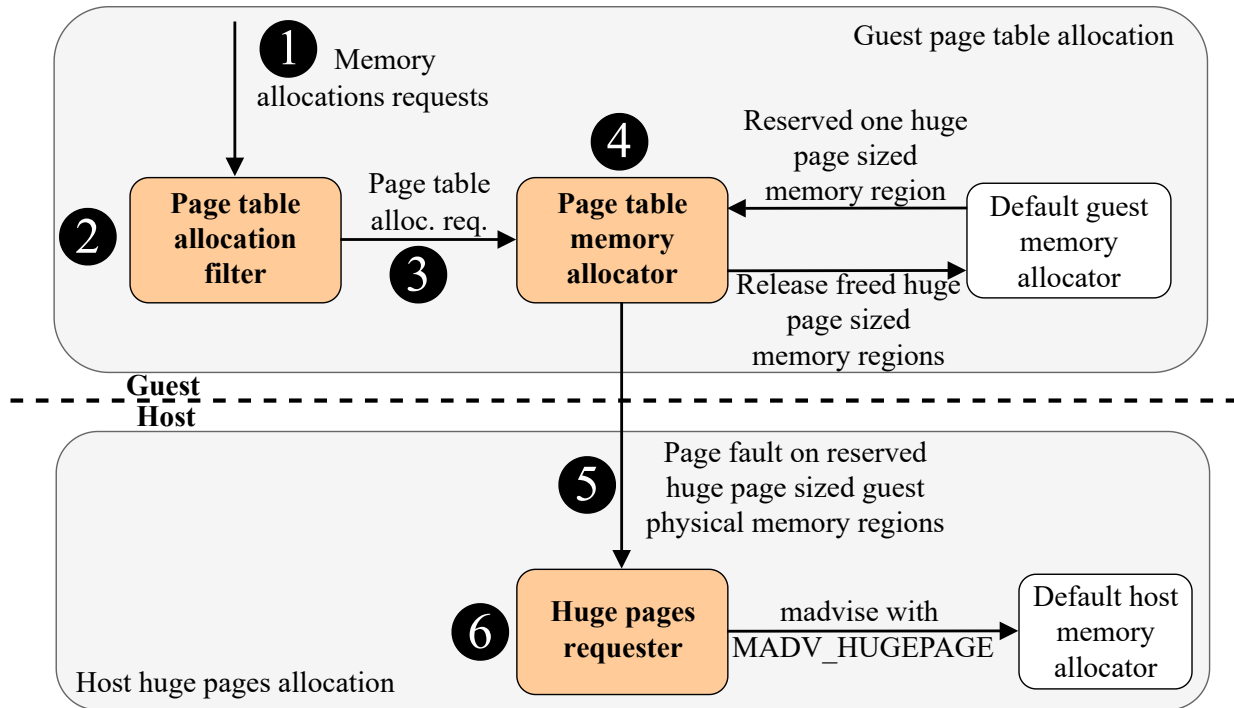 Guest page table allocation
1
Memory
allocations requests
2
Page table
allocation
filter
Page table
alloc. req.
3
4
Page table
memory
allocator
Reserved one huge
page sized
memory region
Default guest
memory
allocator
Release freed huge
page sized
memory regions
Guest
Host
5
Page fault on reserved
huge page sized guest
physical memory regions
6
Huge pages
requester
madvise with
MADV_HUGEPAGE
Default host
memory
allocator
Host huge pages allocation